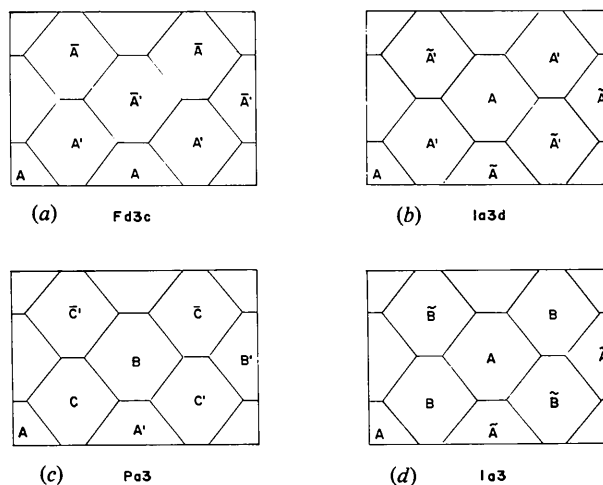 Ā Ā
Ā' Ā'
A' A'
A A
(a) Fd3c
Ã' A'
A Ã
A' Ã'
A Ã
(b) Ia3d
C̄' C̄
B B'
C C'
A A'
(c) Pa3
B̃ B
A
B B̃
A Ã
(d) Ia3